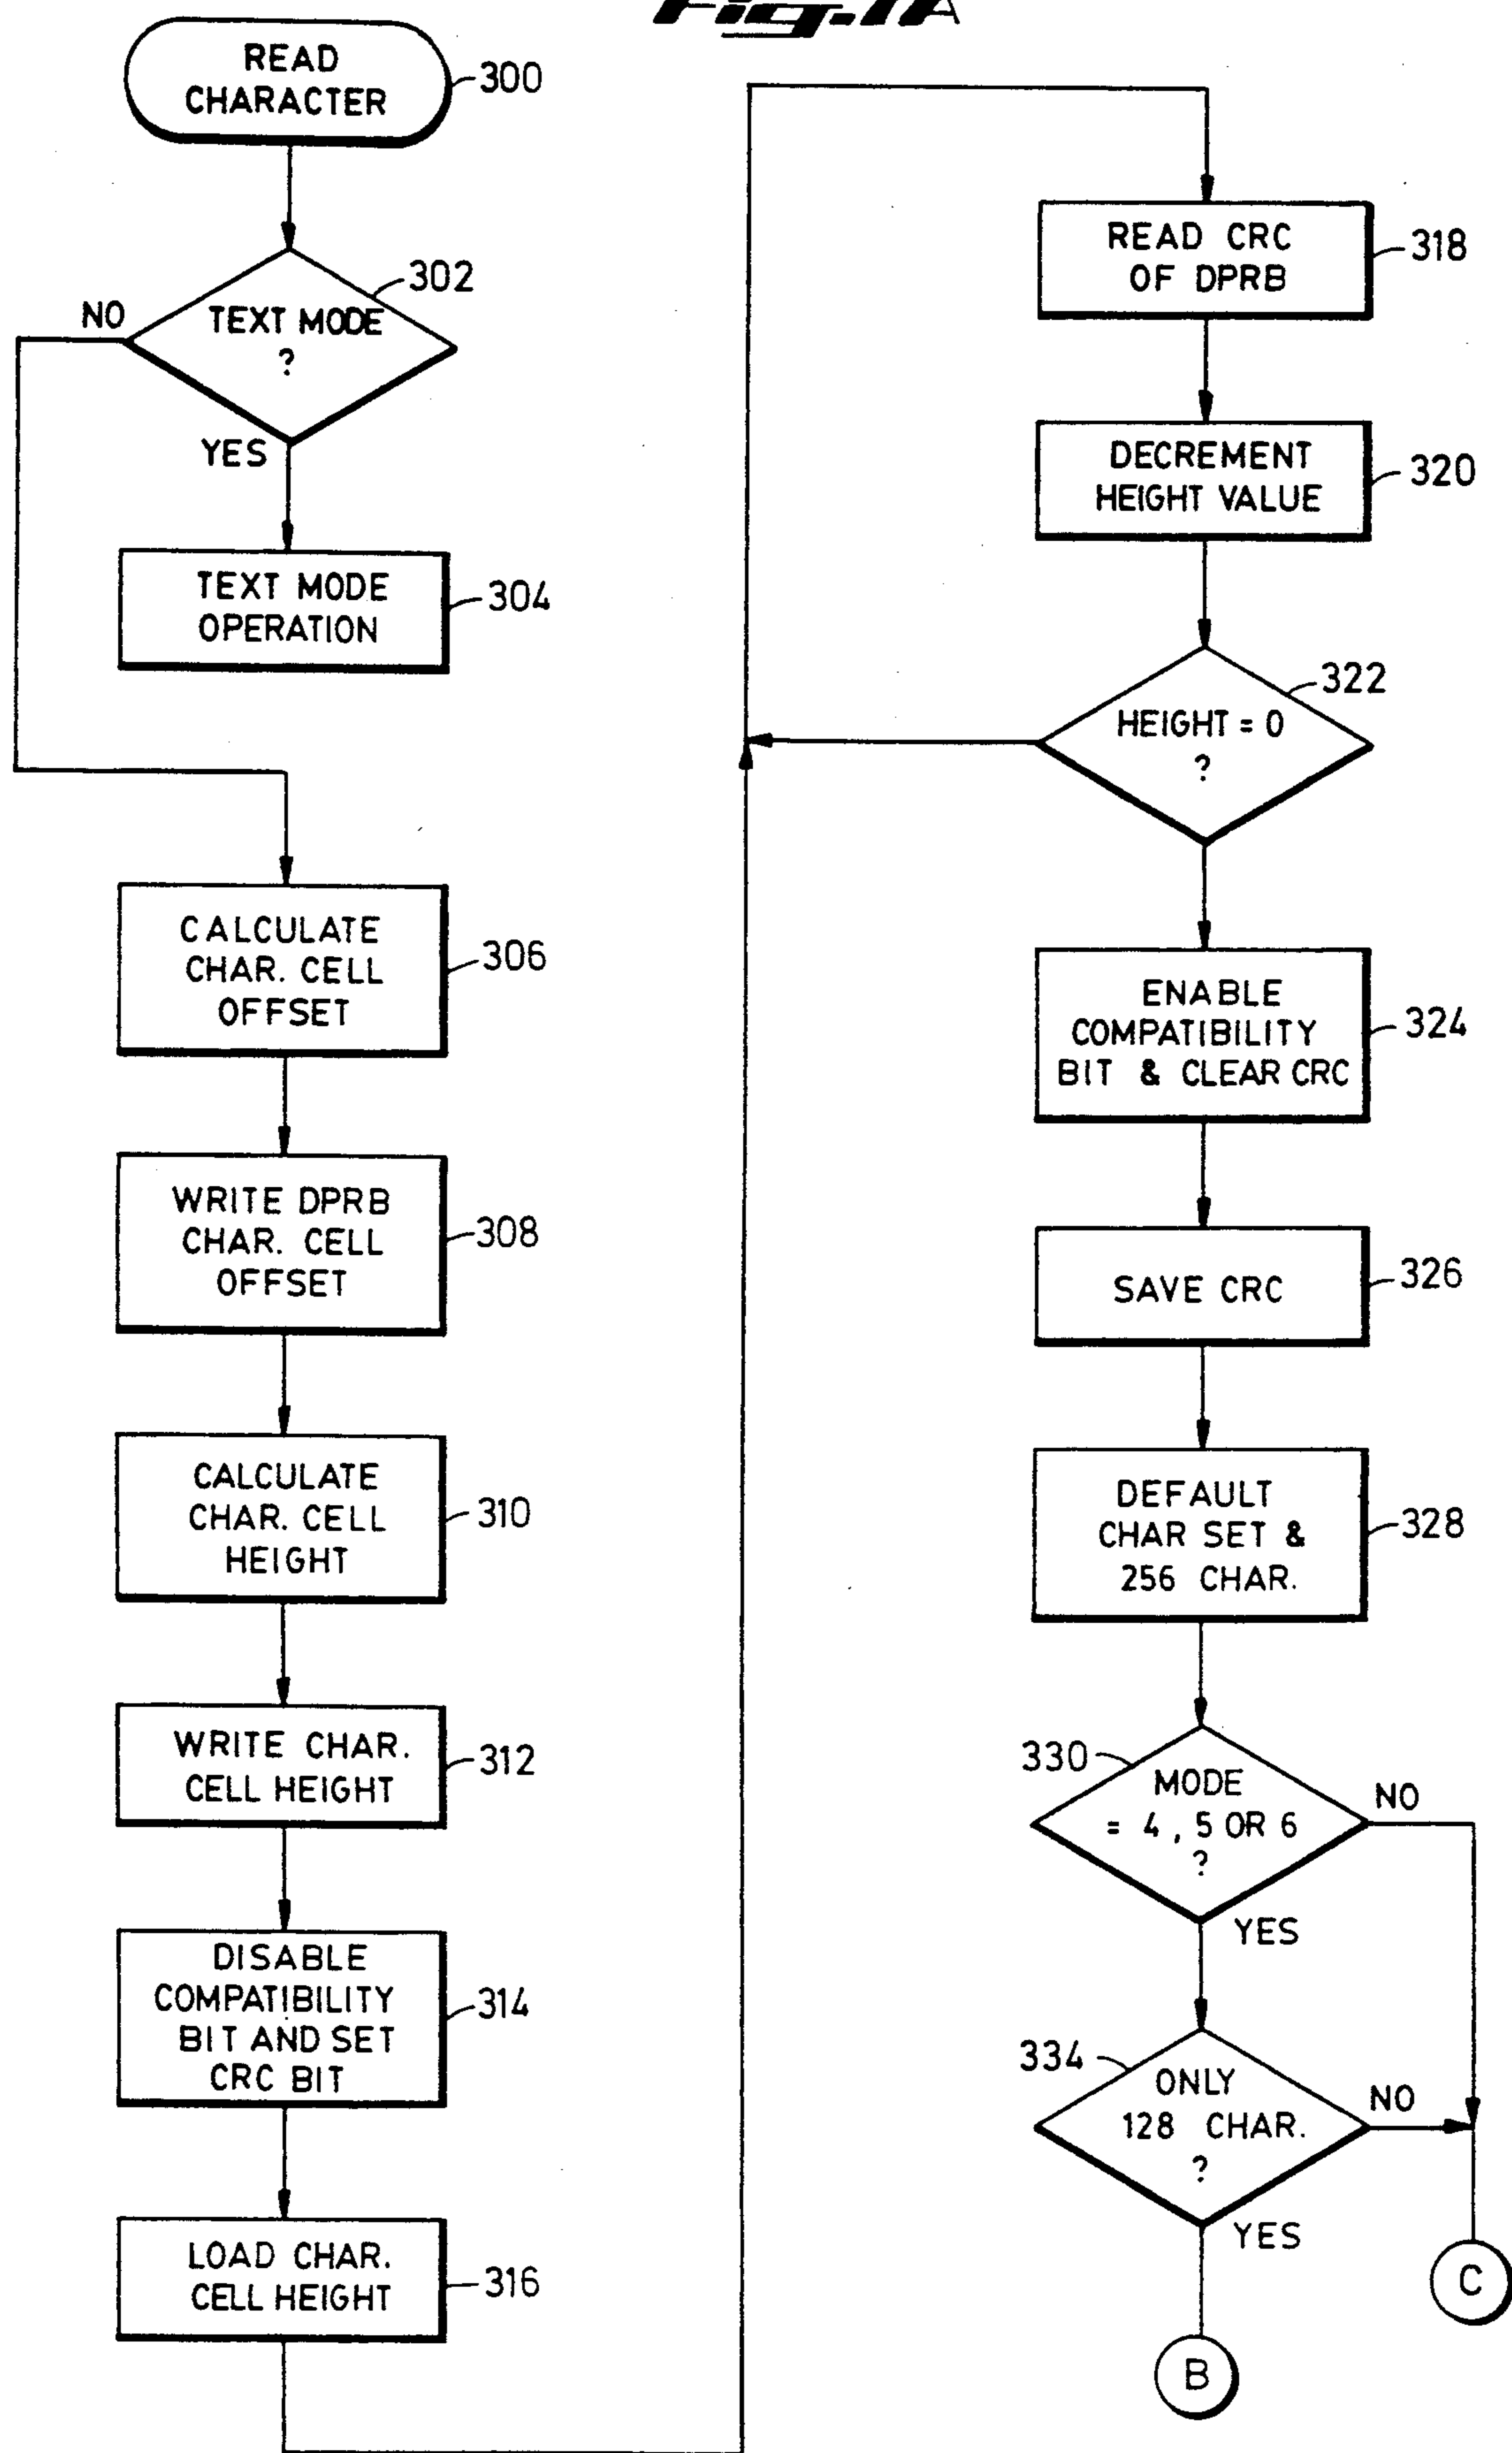 Fig. 11A
READ
CHARACTER
300
302
NO
TEXT MODE
?
YES
TEXT MODE
OPERATION
304
CALCULATE
CHAR. CELL
OFFSET
306
WRITE DPRB
CHAR. CELL
OFFSET
308
CALCULATE
CHAR. CELL
HEIGHT
310
WRITE CHAR.
CELL HEIGHT
312
DISABLE
COMPATIBILITY
BIT AND SET
CRC BIT
314
LOAD CHAR.
CELL HEIGHT
316
READ CRC
OF DPRB
318
DECREMENT
HEIGHT VALUE
320
322
HEIGHT = 0
?
ENABLE
COMPATIBILITY
BIT & CLEAR CRC
324
SAVE CRC
326
DEFAULT
CHAR SET &
256 CHAR.
328
330
MODE
= 4 , 5 OR 6
?
NO
YES
334
ONLY
128 CHAR.
?
NO
YES
C
B